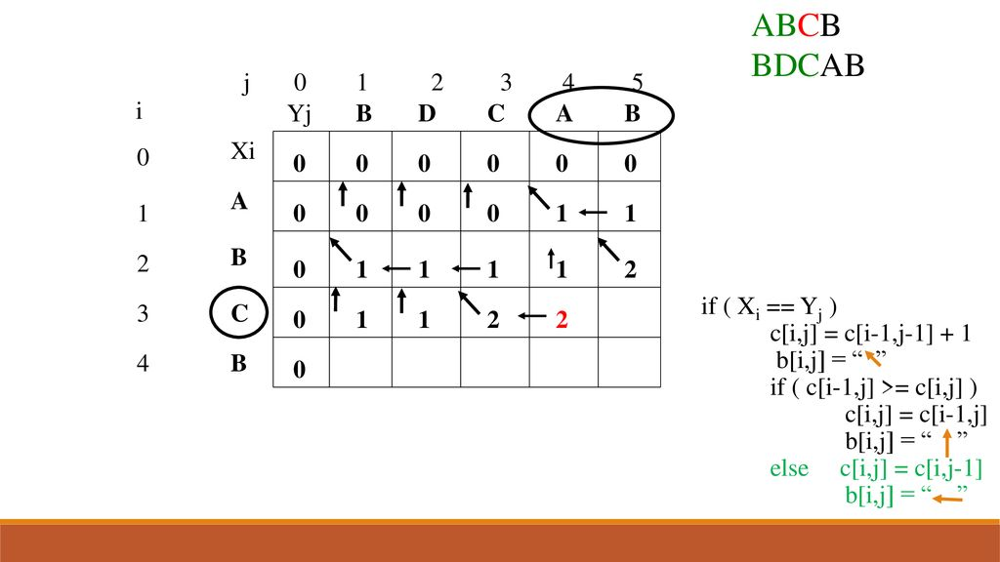 ABCB
BDCAB
j 0 1 2 3 4 5
i Yj B D C A B
0 Xi 0 0 0 0 0 0
1 A 0 0 0 0 1 1
2 B 0 1 1 1 1 2
3 C 0 1 1 2 2
4 B 0
if ( Xi == Yj )
c[i,j] = c[i-1,j-1] + 1
b[i,j] = “ ”
if ( c[i-1,j] >= c[i,j] )
c[i,j] = c[i-1,j]
b[i,j] = “ ”
else c[i,j] = c[i,j-1]
b[i,j] = “ ”